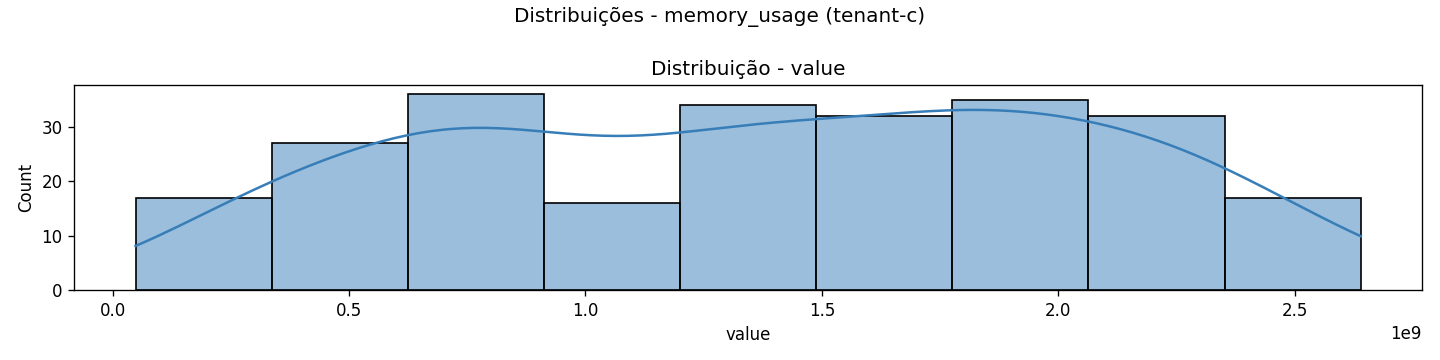 Distribuições - memory_usage (tenant-c)
Distribuição - value
Count
30
20
10
0
0.0 0.5 1.0 1.5 2.0 2.5
value
1e9